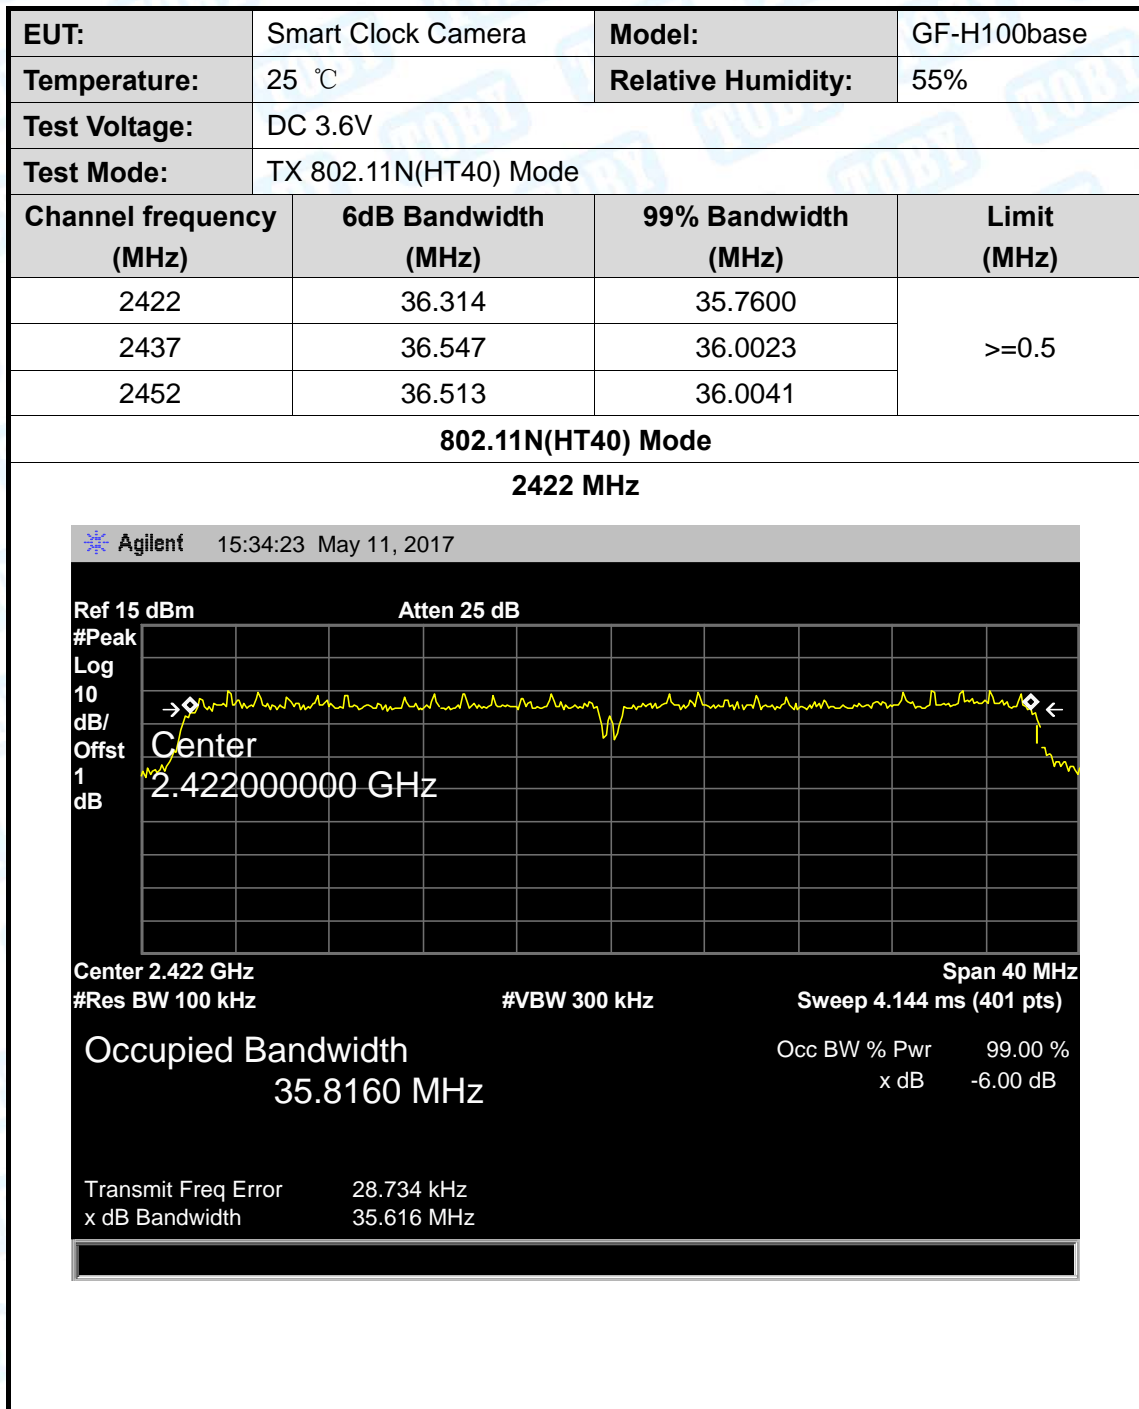 EUT: Smart Clock Camera Model: GF-H100base
Temperature: 25 ℃ Relative Humidity: 55%
Test Voltage: DC 3.6V
Test Mode: TX 802.11N(HT40) Mode
Channel frequency (MHz) 6dB Bandwidth (MHz) 99% Bandwidth (MHz) Limit (MHz)
2422 36.314 35.7600 >=0.5
2437 36.547 36.0023
2452 36.513 36.0041
802.11N(HT40) Mode
2422 MHz
Agilent 15:34:23 May 11, 2017
Ref 15 dBm Atten 25 dB
#Peak
Log
10
dB/
Offst
1
dB
Center
2.422000000 GHz
Center 2.422 GHz Span 40 MHz
#Res BW 100 kHz #VBW 300 kHz Sweep 4.144 ms (401 pts)
Occupied Bandwidth Occ BW % Pwr 99.00 %
35.8160 MHz x dB -6.00 dB
Transmit Freq Error 28.734 kHz
x dB Bandwidth 35.616 MHz
TOBY